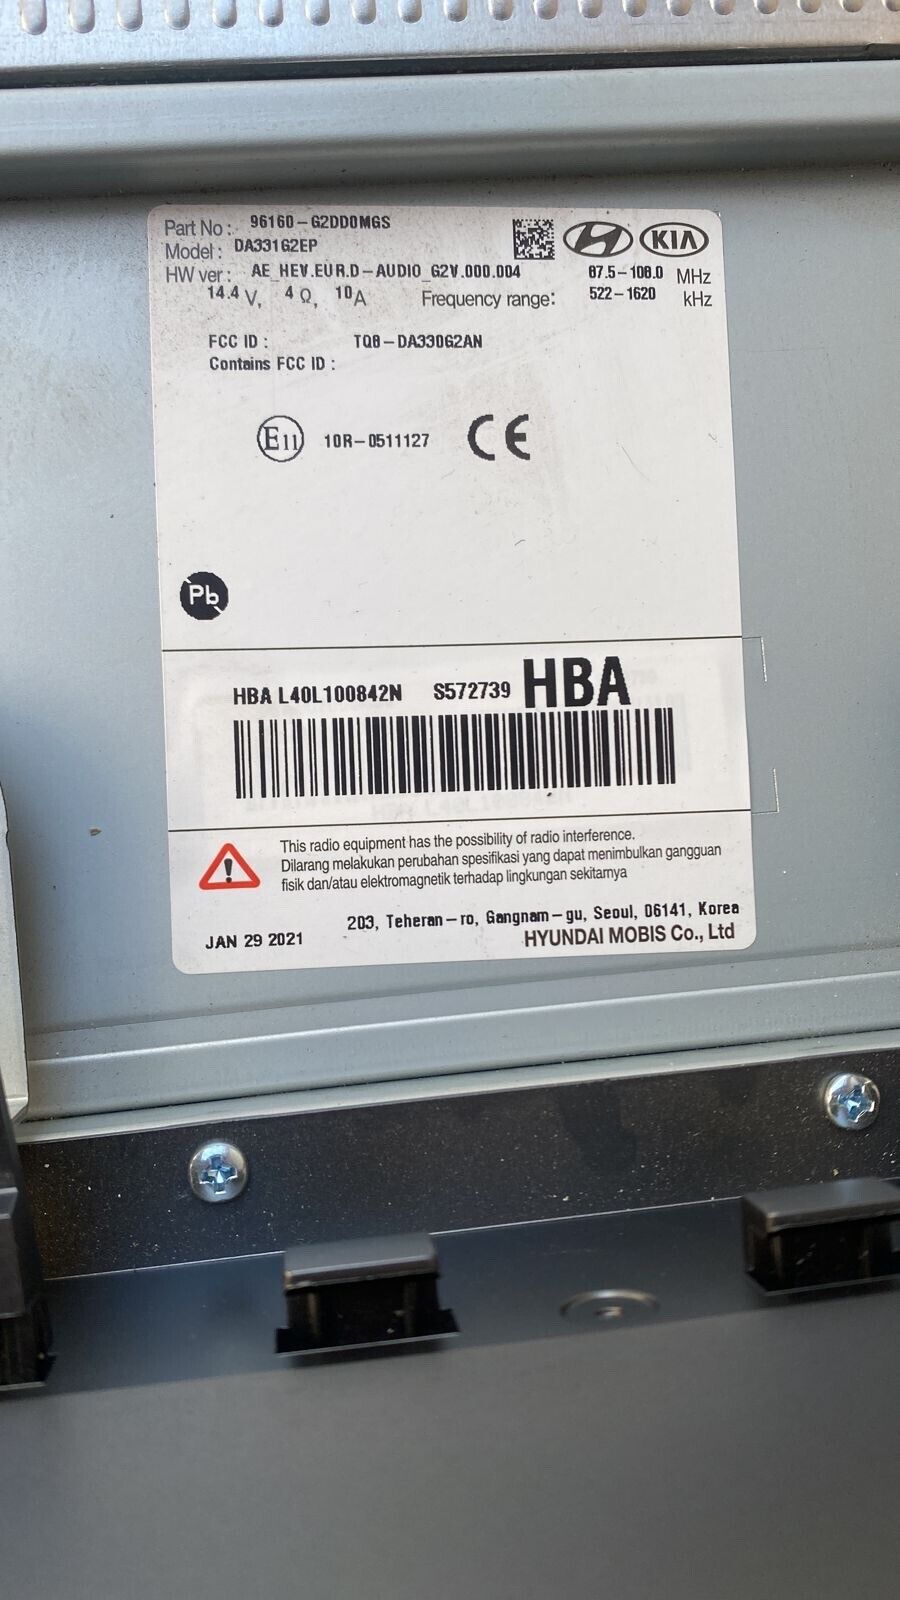 Part No : 96160-G2DD0MGS
Model : DA331G2EP
HW ver : AE_HEV.EUR.D-AUDIO_G2V.000.004
14.4 V, 4 Ω, 10A Frequency range: 87.5-108.0 MHz
522-1620 kHz
KIA
FCC ID : TQ8-DA330G2AN
Contains FCC ID :
E11 10R-0511127 CE
Pb
HBA L40L100842N S572739 HBA
This radio equipment has the possibility of radio interference.
Dilarang melakukan perubahan spesifikasi yang dapat menimbulkan gangguan
fisik dan/atau elektromagnetik terhadap lingkungan sekitarnya
203, Teheran-ro, Gangnam-gu, Seoul, 06141, Korea
JAN 29 2021 HYUNDAI MOBIS Co., Ltd